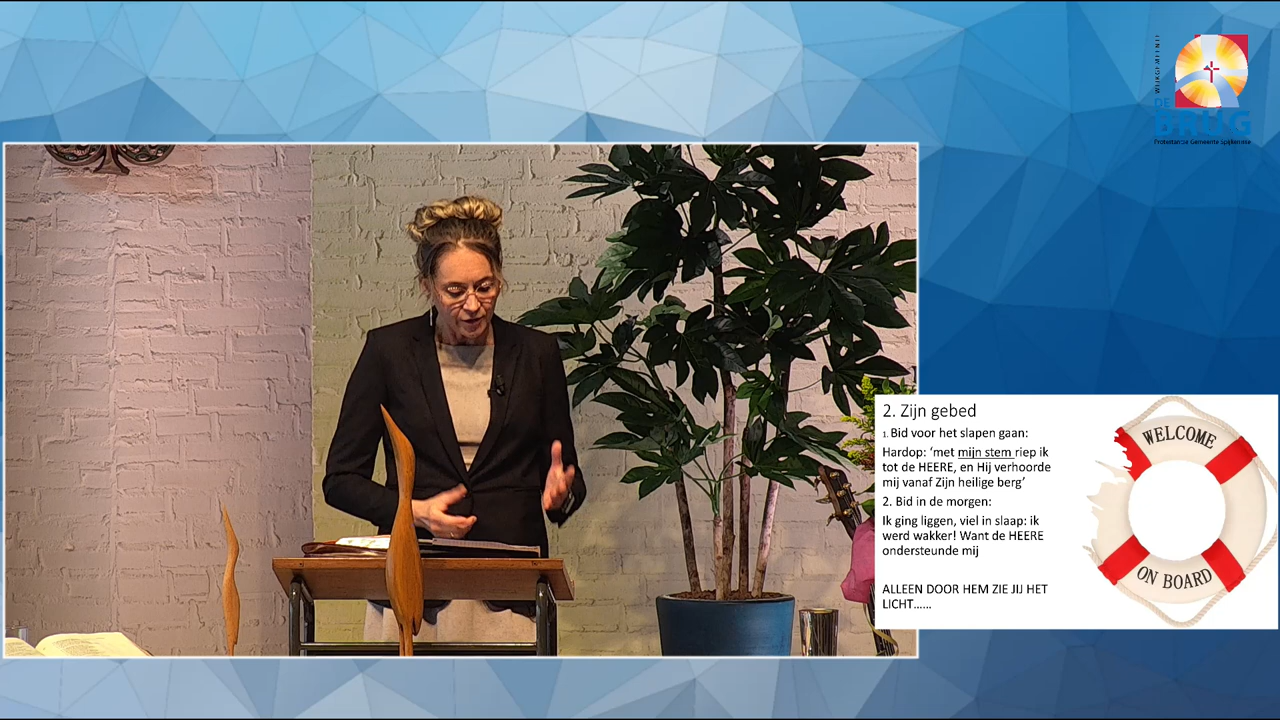 WIJKGEMEENTE
DE
BRUG
Protestantse Gemeente Spijkenisse
2. Zijn gebed
1. Bid voor het slapen gaan:
Hardop: ‘met mijn stem riep ik
tot de HEERE, en Hij verhoorde
mij vanaf Zijn heilige berg’
2. Bid in de morgen:
Ik ging liggen, viel in slaap: ik
werd wakker! Want de HEERE
ondersteunde mij
ALLEEN DOOR HEM ZIE JIJ HET
LICHT......
WELCOME
ON BOARD